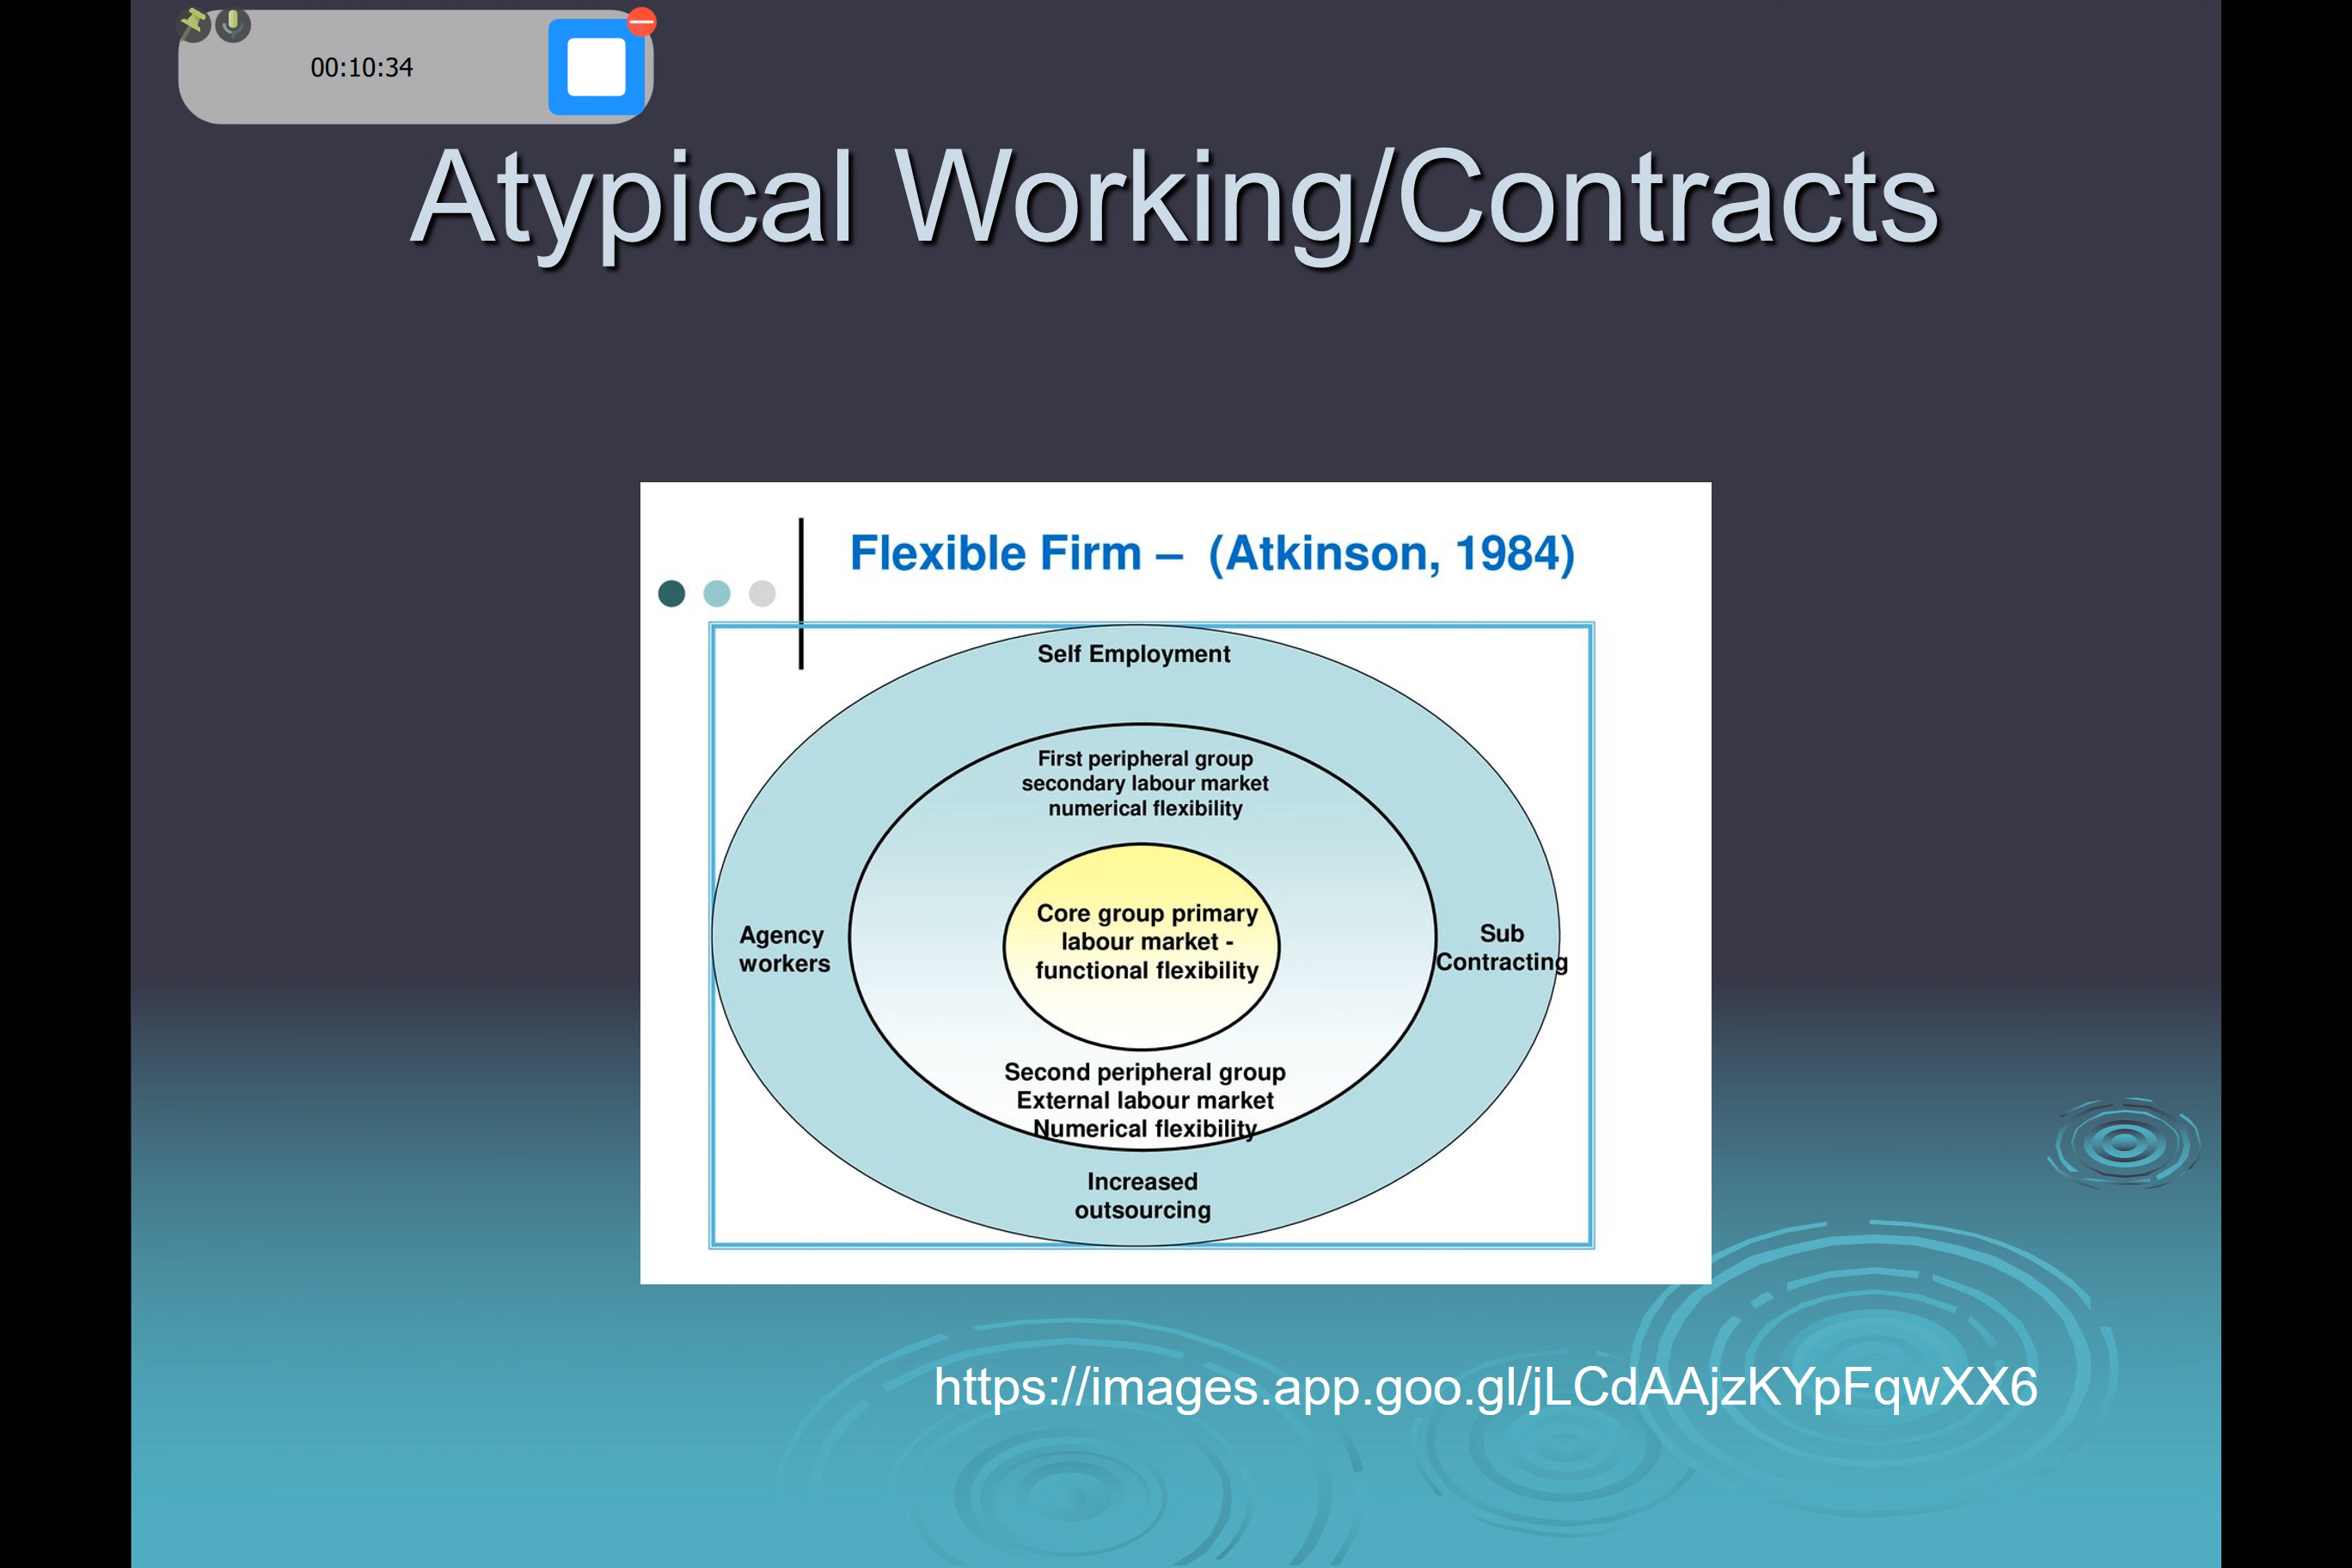 00:10:34
Atypical Working/Contracts
Flexible Firm – (Atkinson, 1984)
Self Employment
First peripheral group
secondary labour market
numerical flexibility
Core group primary
labour market -
functional flexibility
Agency
workers
Sub
Contracting
Second peripheral group
External labour market
Numerical flexibility
Increased
outsourcing
https://images.app.goo.gl/jLCdAAjzKYpFqwXX6